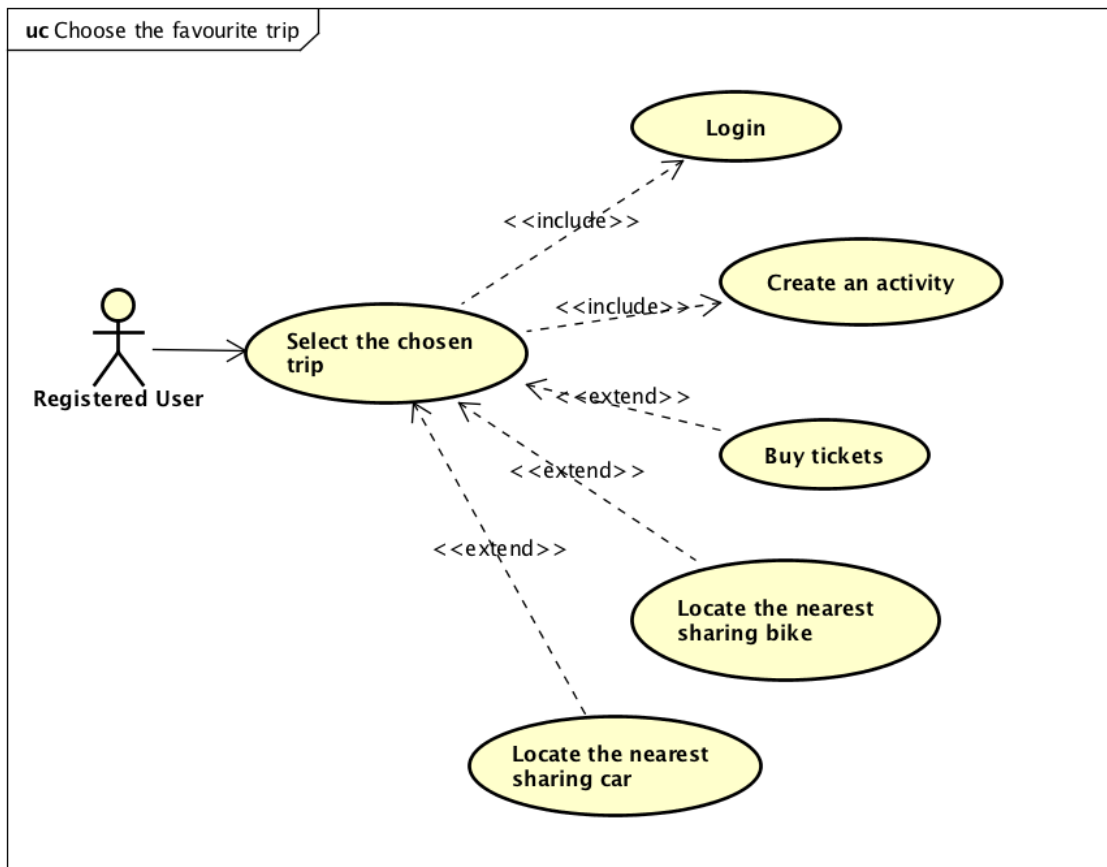 uc Choose the favourite trip
Login
<<include>>
Create an activity
<<include>>
Select the chosen
trip
Registered User
<<extend>>
Buy tickets
<<extend>>
<<extend>>
Locate the nearest
sharing bike
Locate the nearest
sharing car